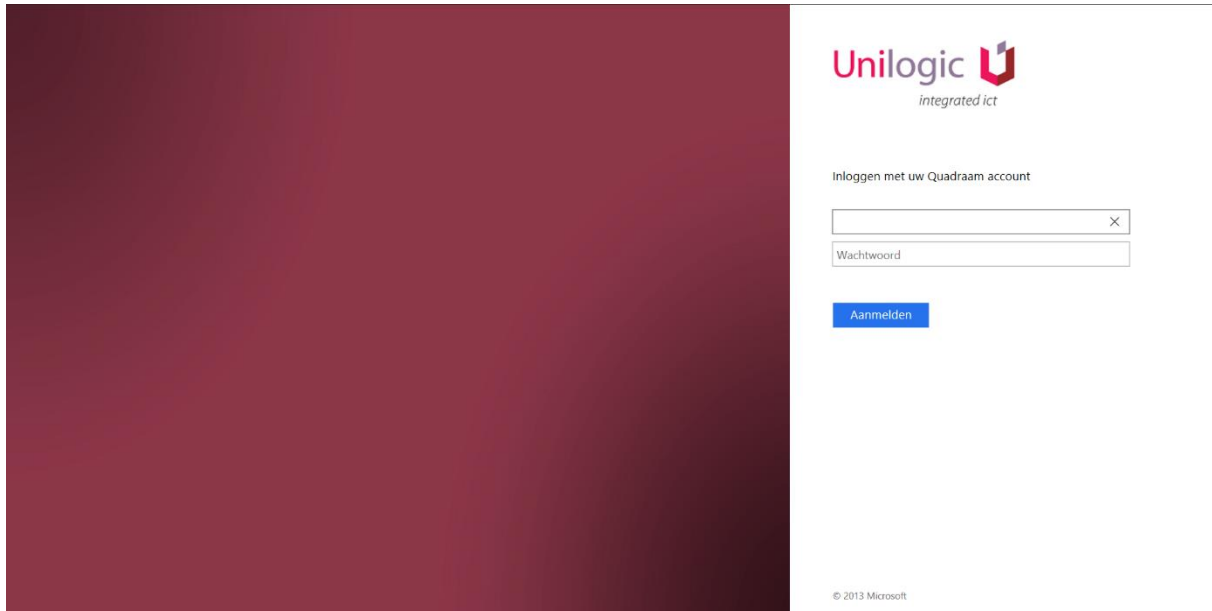 Unilogic
integrated ict
Inloggen met uw Quadraam account
Wachtwoord
Aanmelden
© 2013 Microsoft